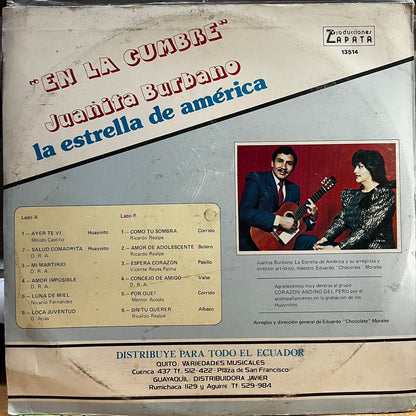 Producciones
ZAPATA
13514
"EN LA CUMBRE"
Juanita Burbano
la estrella de américa
Lado A
1.— AYER TE VI Huaynito
Moisés Castillo
2.— SALUD COMADRITA Huaynito
D. R. A.
3.— MI MARTIRIO
D. R. A.
4.— AMOR IMPOSIBLE
D. R. A.
5.— LUNA DE MIEL
Nicasio Fernández
6.— LOCA JUVENTUD
G. Arias
Lado B
1.— COMO TU SOMBRA Corrido
Ricardo Realpe
2.— AMOR DE ADOLESCENTE Bolero
Ricardo Realpe
3.— ESPERA CORAZON Pasillo
Vicente Reyes Palma
4.— CONCEJO DE AMIGO Valse
D. R. A.
5.— POR QUE? Corrido
Mentor Acosta
6.— SIN TU QUERER Albazo
Ricardo Realpe
Juanita Burbano La Estrella de América y su arreglista y
director artístico, maestro Eduardo "Chocolate" Morales
Agradecemos muy deveras al grupo
CORAZON ANDINO DEL PERU por el
acompañamiento en la grabación de los
Huaynitos
Arreglos y dirección general de Eduardo "Chocolate" Morales.
DISTRIBUYE PARA TODO EL ECUADOR
QUITO: VARIEDADES MUSICALES
Cuenca 437 Tf. 512-422 - Plaza de San Francisco
GUAYAQUIL: DISTRIBUIDORA JAVIER
Rumichaca 1129 y Aguirre Tf. 529-984